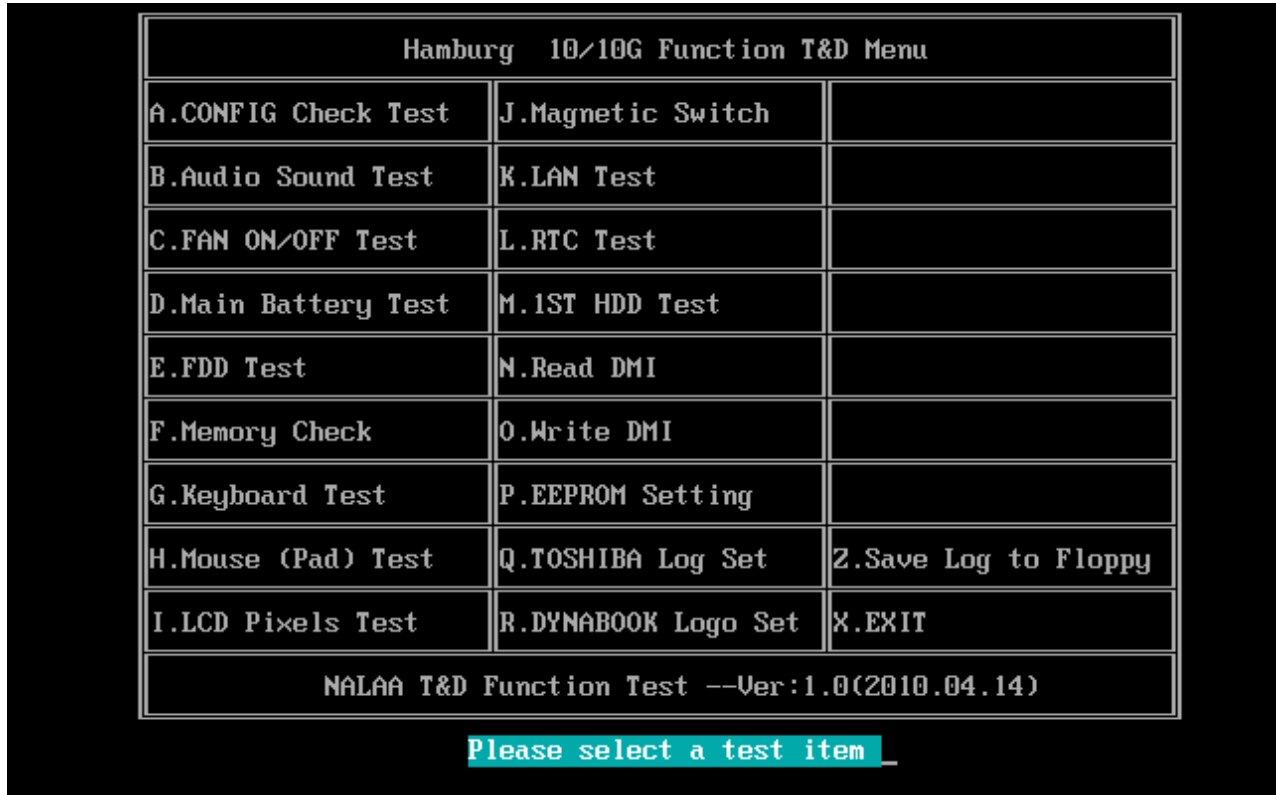 Hamburg 10/10G Function T&D Menu
A.CONFIG Check Test J.Magnetic Switch
B.Audio Sound Test K.LAN Test
C.FAN ON/OFF Test L.RTC Test
D.Main Battery Test M.1ST HDD Test
E.FDD Test N.Read DMI
F.Memory Check O.Write DMI
G.Keyboard Test P.EEPROM Setting
H.Mouse (Pad) Test Q.TOSHIBA Log Set Z.Save Log to Floppy
I.LCD Pixels Test R.DYNABOOK Logo Set X.EXIT
NALAA T&D Function Test --Ver:1.0(2010.04.14)
Please select a test item _